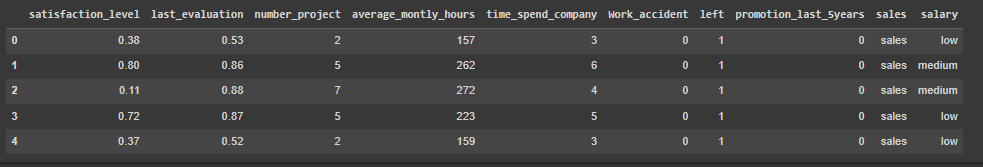 satisfaction_level last_evaluation number_project average_montly_hours time_spend_company Work_accident left promotion_last_5years sales salary
0 0.38 0.53 2 157 3 0 1 0 sales low
1 0.80 0.86 5 262 6 0 1 0 sales medium
2 0.11 0.88 7 272 4 0 1 0 sales medium
3 0.72 0.87 5 223 5 0 1 0 sales low
4 0.37 0.52 2 159 3 0 1 0 sales low